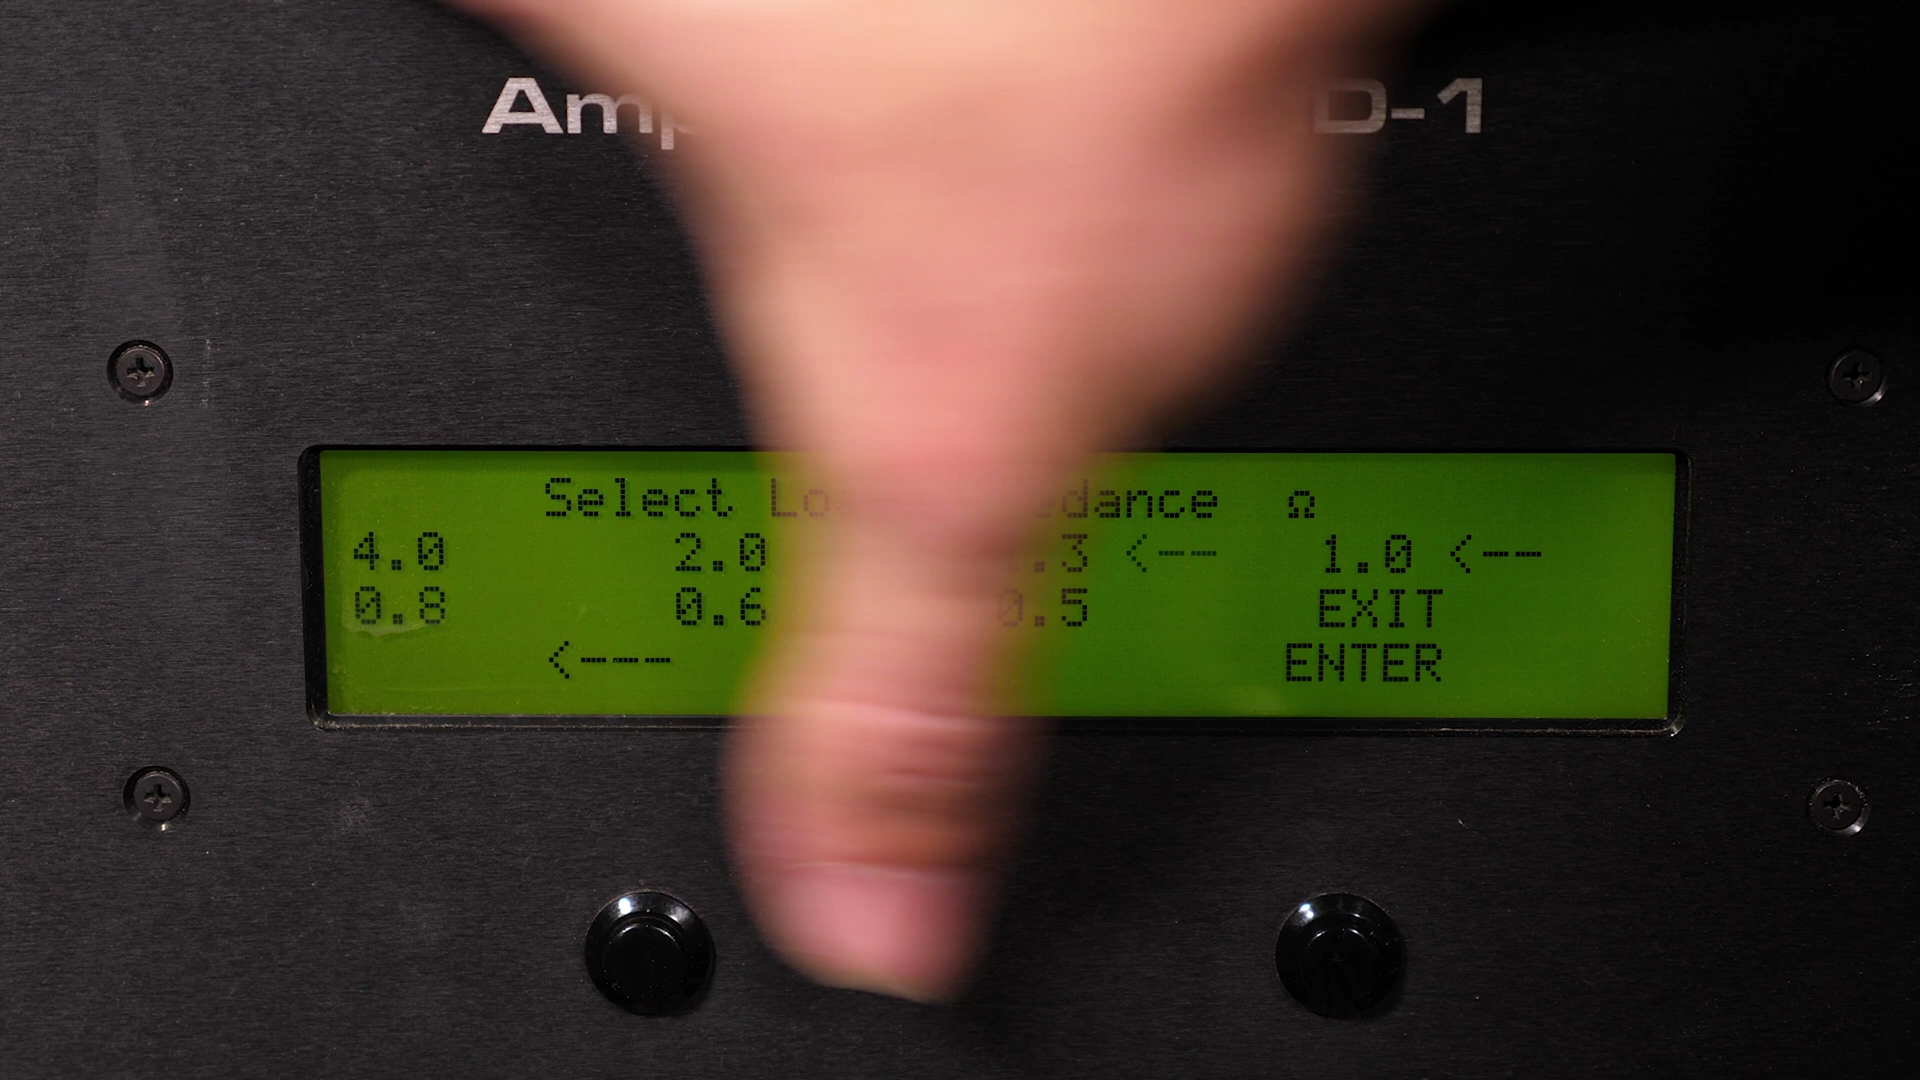 Amp D-1
Select Lo dance Ω
4.0 2.0 .3 <-- 1.0 <--
0.8 0.6 0.5 EXIT
<--- ENTER